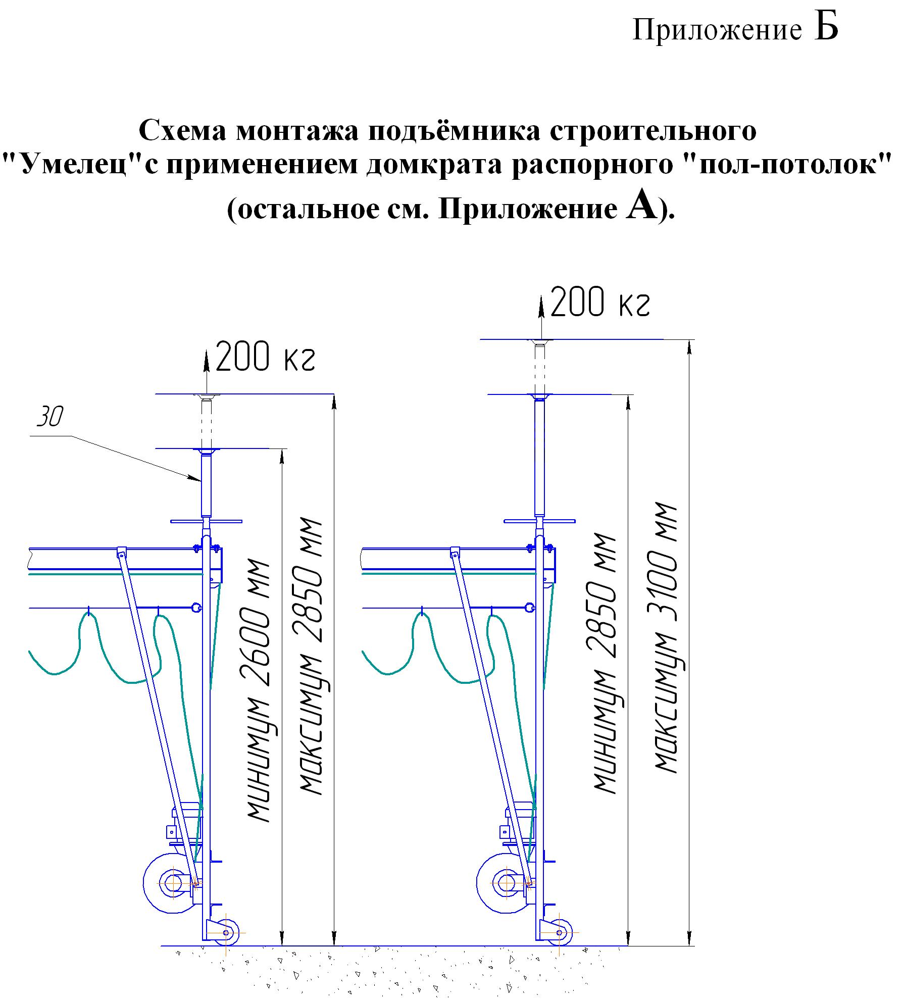 Приложение Б
Схема монтажа подъёмника строительного
"Умелец"с применением домкрата распорного "пол-потолок"
(остальное см. Приложение А).
200 кг
200 кг
30
минимум 2600 мм
максимум 2850 мм
минимум 2850 мм
максимум 3100 мм